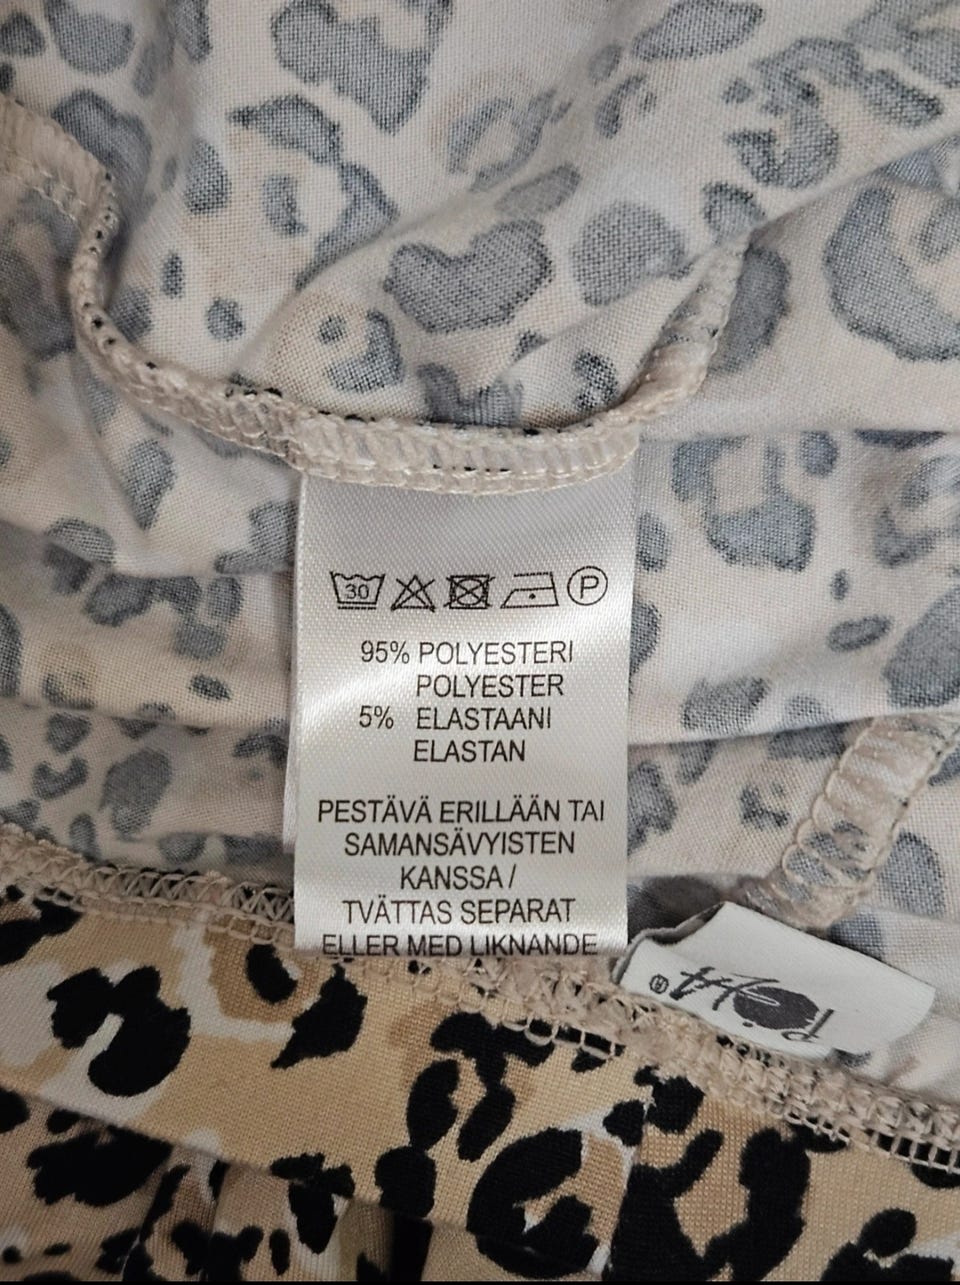 30 P
95% POLYESTERI
POLYESTER
5% ELASTAANI
ELASTAN
PESTÄVÄ ERILLÄÄN TAI
SAMANSÄVYISTEN
KANSSA /
TVÄTTAS SEPARAT
ELLER MED LIKNANDE